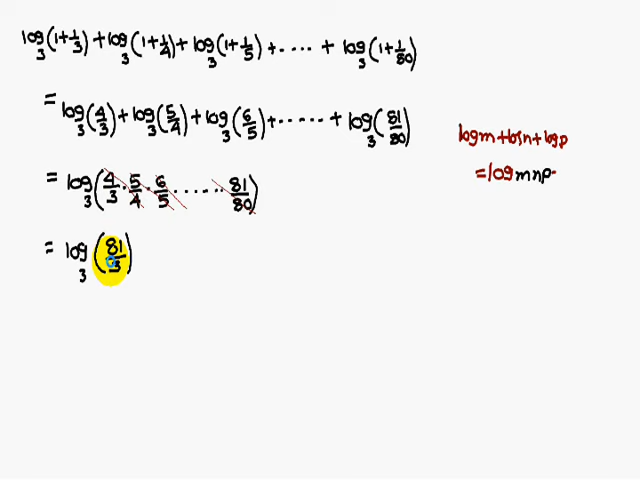 log₃(1+1/3) + log₃(1+1/4) + log₃(1+1/5) + .... + log₃(1+1/80)
= log₃(4/3) + log₃(5/4) + log₃(6/5) + ...... + log₃(81/80)
logm + logn + logp
= logmnp.
= log₃(4/3 · 5/4 · 6/5 ...... 81/80)
= log₃(81/3)